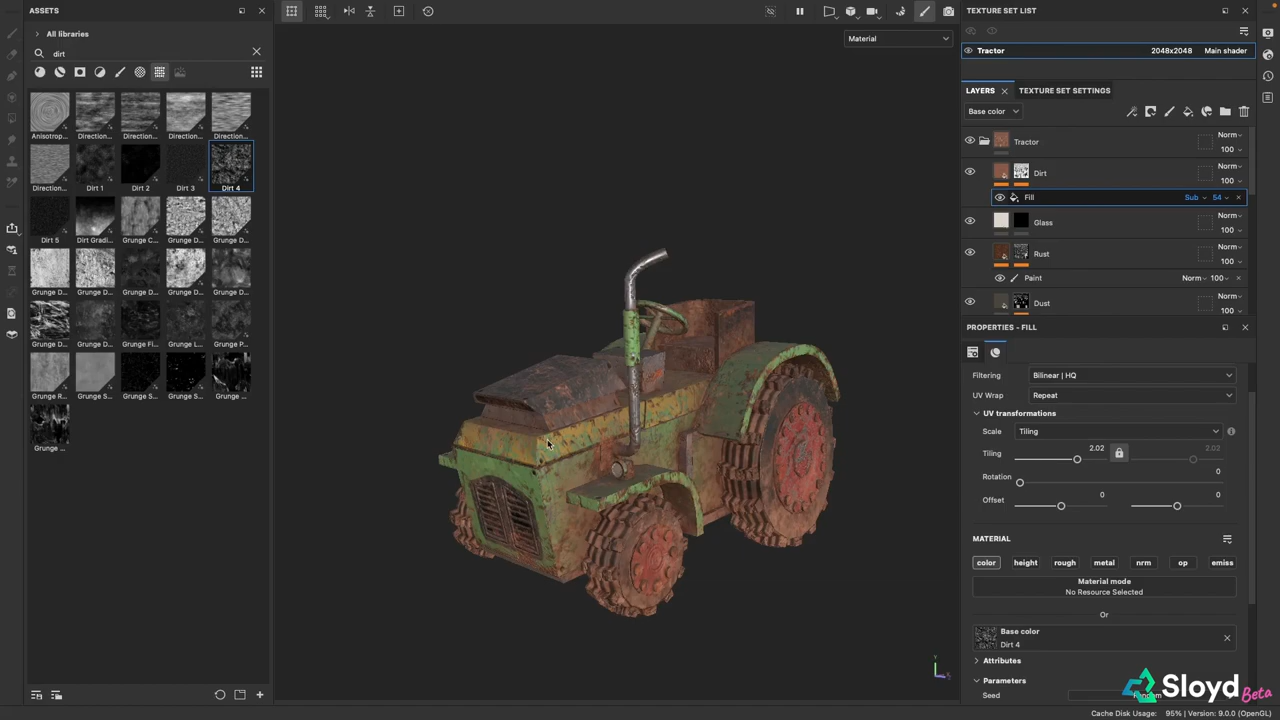 ASSETS
All libraries
dirt
Anisotrop...
Direction...
Direction...
Direction...
Direction...
Direction...
Dirt 1
Dirt 2
Dirt 3
Dirt 4
Dirt 5
Dirt Gradi...
Grunge C...
Grunge D...
Grunge D...
Grunge D...
Grunge D...
Grunge D...
Grunge D...
Grunge D...
Grunge D...
Grunge D...
Grunge Fi...
Grunge L...
Grunge P...
Grunge R...
Grunge S...
Grunge S...
Grunge S...
Grunge ...
Grunge ...
Material
Y
TEXTURE SET LIST
Tractor 2048x2048 Main shader
LAYERS TEXTURE SET SETTINGS
Base color
Tractor Norm 100
Dirt Norm 100
Fill Sub 54
Glass Norm 100
Rust Norm 100
Paint Norm 100
Dust Norm 100
PROPERTIES - FILL
Filtering Bilinear | HQ
UV Wrap Repeat
UV transformations
Scale Tiling
Tiling 2.02 2.02
Rotation 0
Offset 0 0
MATERIAL
color height rough metal nrm op emiss
Material mode
No Resource Selected
Or
Base color
Dirt 4
Attributes
Parameters
Seed
Sloyd Beta
Cache Disk Usage: 95% | Version: 9.0.0 (OpenGL)